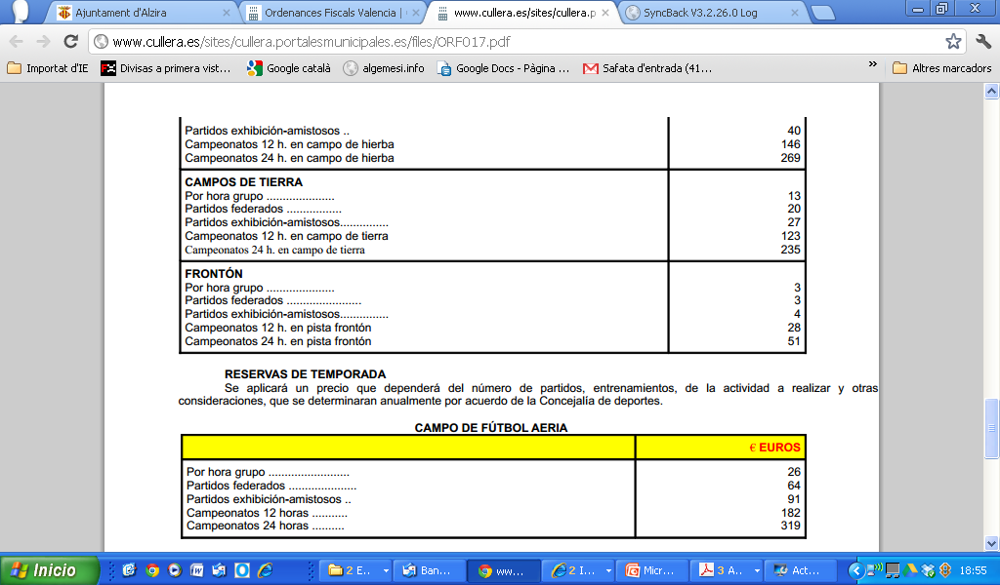 Ajuntament d'Alzira
Ordenances Fiscals Valencia |
www.cullera.es/sites/cullera.p
SyncBack V3.2.26.0 Log
www.cullera.es/sites/cullera.portalesmunicipales.es/files/ORF017.pdf
Importat d'IE
Divisas a primera vist...
Google català
algemesi.info
Google Docs - Pàgina ...
Safata d'entrada (41...
»
Altres marcadors
Partidos exhibición-amistosos .. 40
Campeonatos 12 h. en campo de hierba 146
Campeonatos 24 h. en campo de hierba 269
CAMPOS DE TIERRA
Por hora grupo ..................... 13
Partidos federados ................. 20
Partidos exhibición-amistosos............... 27
Campeonatos 12 h. en campo de tierra 123
Campeonatos 24 h. en campo de tierra 235
FRONTÓN
Por hora grupo ..................... 3
Partidos federados ....................... 3
Partidos exhibición-amistosos............... 4
Campeonatos 12 h. en pista frontón 28
Campeonatos 24 h. en pista frontón 51
RESERVAS DE TEMPORADA
Se aplicará un precio que dependerá del número de partidos, entrenamientos, de la actividad a realizar y otras
consideraciones, que se determinaran anualmente por acuerdo de la Concejalía de deportes.
CAMPO DE FÚTBOL AERIA
€ EUROS
Por hora grupo ......................... 26
Partidos federados ..................... 64
Partidos exhibición-amistosos .. 91
Campeonatos 12 horas ........... 182
Campeonatos 24 horas .......... 319
Inicio
2 E...
Ban...
ww...
2 I...
Micr...
3 A...
Act...
18:55